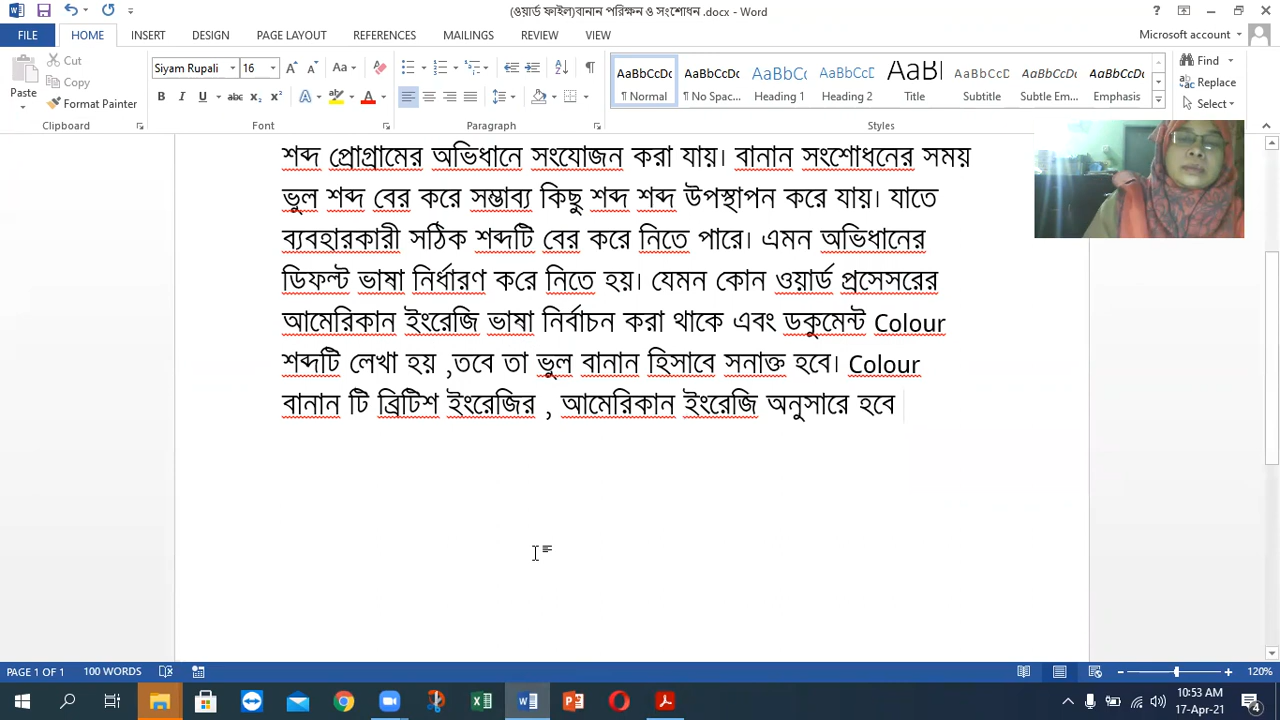 (ওয়ার্ড ফাইল)বানান পরিক্ষন ও সংশোধন .docx - Word
FILE HOME INSERT DESIGN PAGE LAYOUT REFERENCES MAILINGS REVIEW VIEW Microsoft account
Cut
Copy
Paste
Format Painter
Siyam Rupali 16
AaBbCcDc AaBbCcDc AaBbCc AaBbCcD AaBl AaBbCcD AaBbCcDc AaBbCcDc
¶ Normal ¶ No Spac... Heading 1 Heading 2 Title Subtitle Subtle Em... Emphasis
Find
Replace
Select
Clipboard Font Paragraph Styles
শব্দ প্রোগ্রামের অভিধানে সংযোজন করা যায়। বানান সংশোধনের সময়
ভুল শব্দ বের করে সম্ভাব্য কিছু শব্দ শব্দ উপস্থাপন করে যায়। যাতে
ব্যবহারকারী সঠিক শব্দটি বের করে নিতে পারে। এমন অভিধানের
ডিফল্ট ভাষা নির্ধারণ করে নিতে হয়। যেমন কোন ওয়ার্ড প্রসেসরের
আমেরিকান ইংরেজি ভাষা নির্বাচন করা থাকে এবং ডকুমেন্ট Colour
শব্দটি লেখা হয় ,তবে তা ভুল বানান হিসাবে সনাক্ত হবে। Colour
বানান টি ব্রিটিশ ইংরেজির , আমেরিকান ইংরেজি অনুসারে হবে
PAGE 1 OF 1 100 WORDS 120%
10:53 AM
17-Apr-21
4